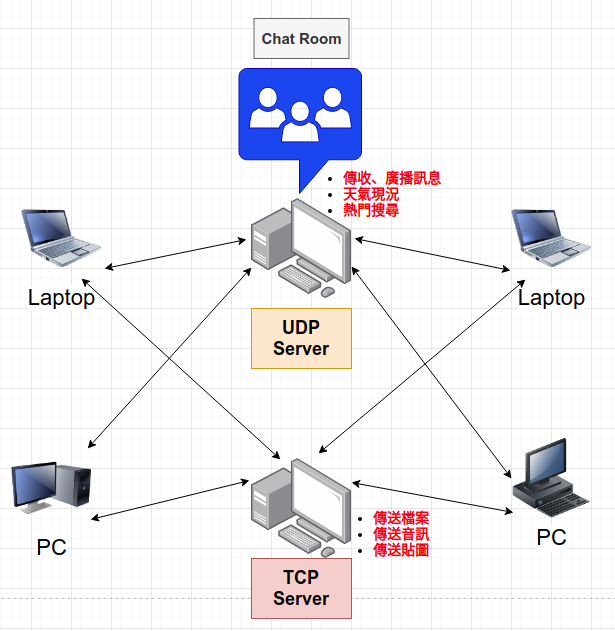 Chat Room
傳收、廣播訊息
天氣現況
熱門搜尋
Laptop
Laptop
UDP
Server
PC
PC
傳送檔案
傳送音訊
傳送貼圖
TCP
Server